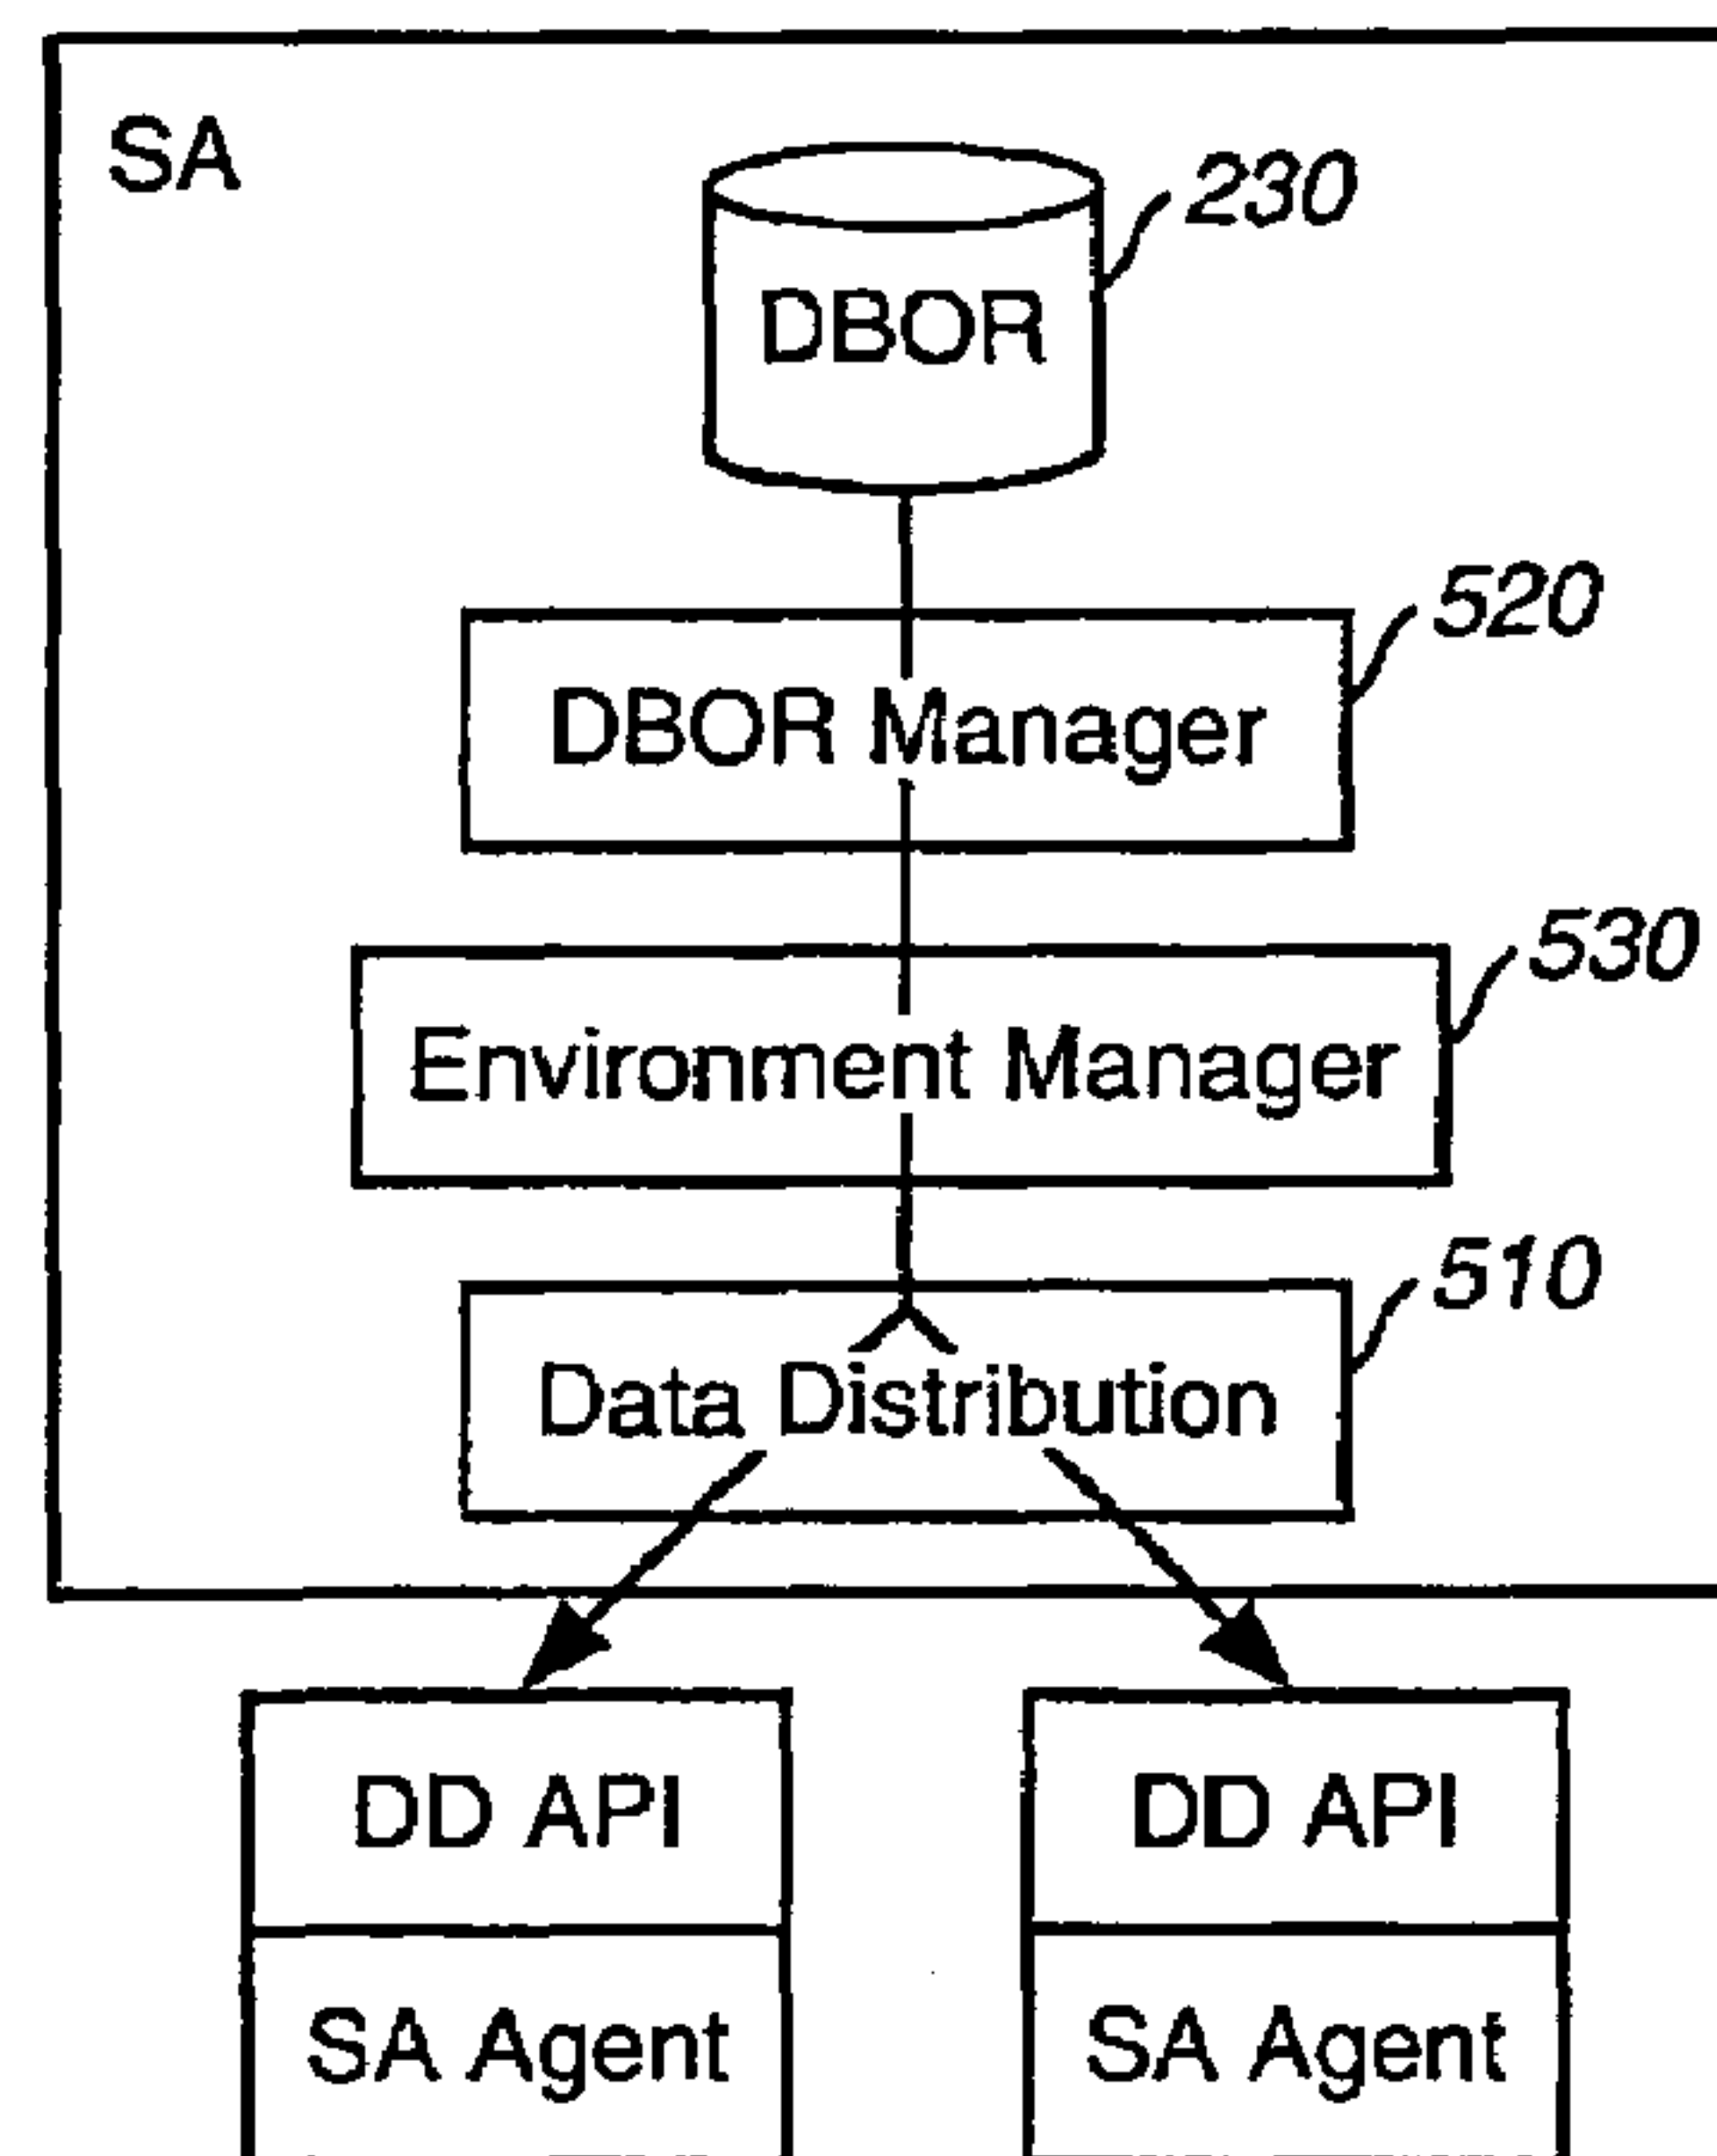 SA
230
DBOR
520
DBOR Manager
530
Environment Manager
510
Data Distribution
DD API DD API
SA Agent SA Agent